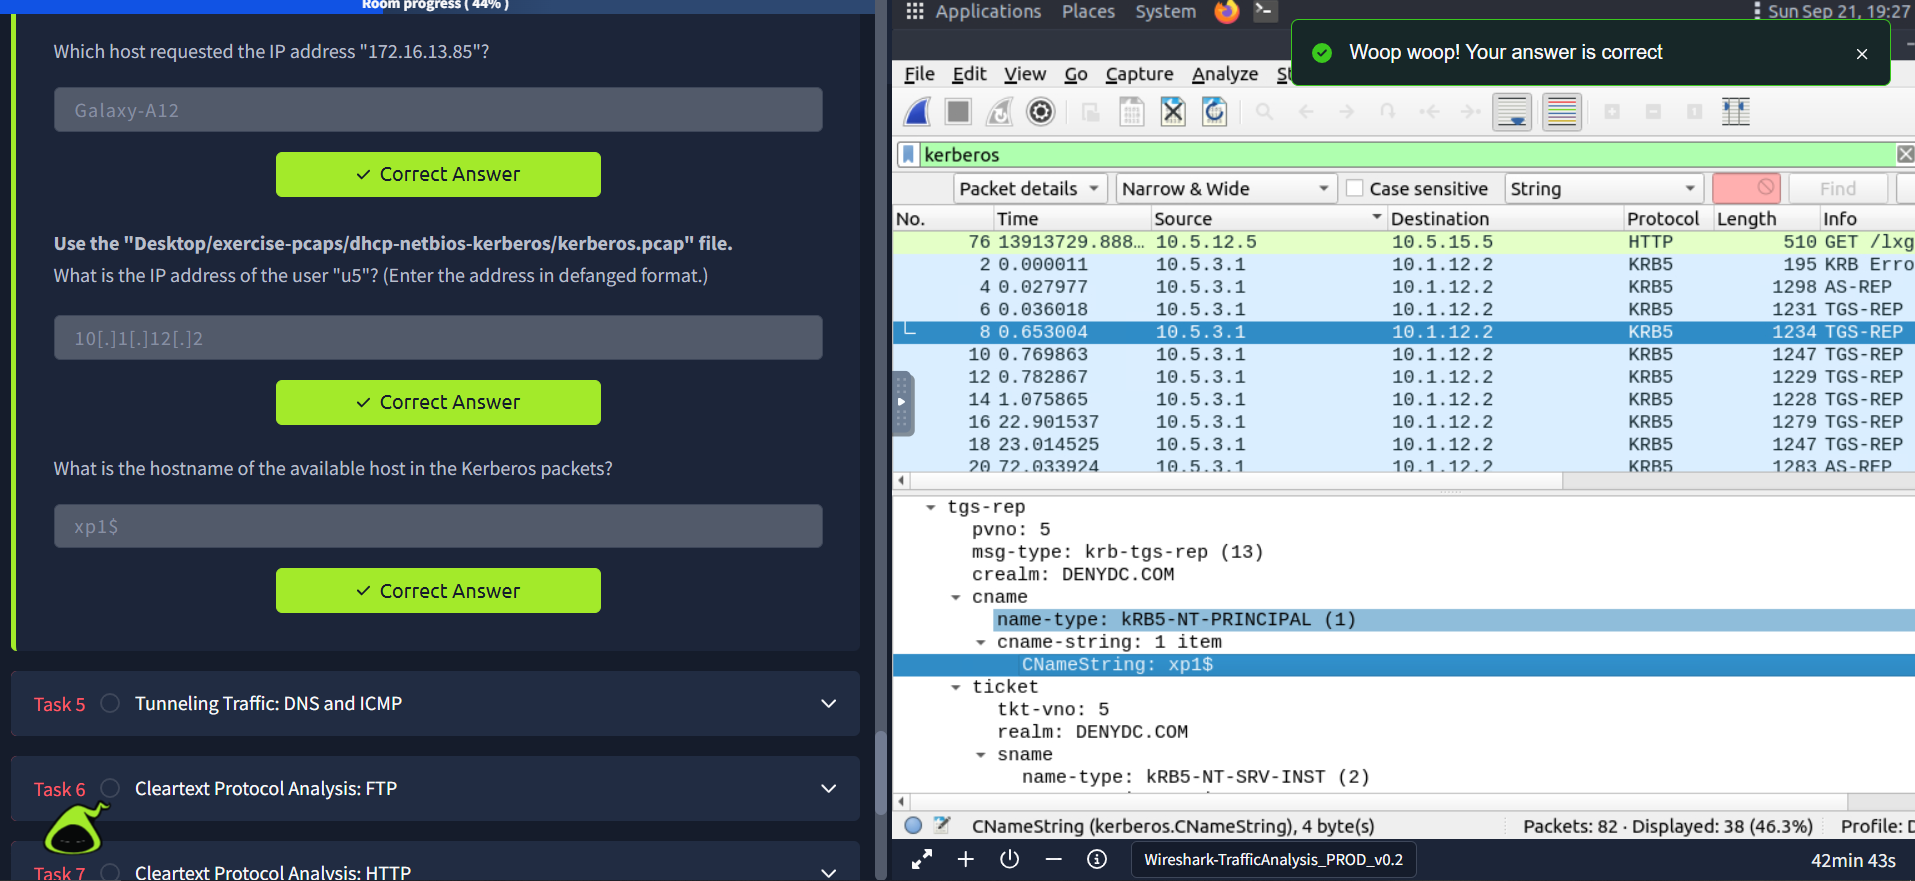 Room progress ( 44% )
Which host requested the IP address "172.16.13.85"?
Galaxy-A12
✓ Correct Answer
Use the "Desktop/exercise-pcaps/dhcp-netbios-kerberos/kerberos.pcap" file.
What is the IP address of the user "u5"? (Enter the address in defanged format.)
10[.]1[.]12[.]2
✓ Correct Answer
What is the hostname of the available host in the Kerberos packets?
xp1$
✓ Correct Answer
Task 5 Tunneling Traffic: DNS and ICMP
Task 6 Cleartext Protocol Analysis: FTP
Task 7 Cleartext Protocol Analysis: HTTP
Applications Places System Sun Sep 21, 19:27
Woop woop! Your answer is correct
File Edit View Go Capture Analyze
kerberos
Packet details Narrow & Wide Case sensitive String Find
No. Time Source Destination Protocol Length Info
76 13913729.888… 10.5.12.5 10.5.15.5 HTTP 510 GET /lxg
2 0.000011 10.5.3.1 10.1.12.2 KRB5 195 KRB Erro
4 0.027977 10.5.3.1 10.1.12.2 KRB5 1298 AS-REP
6 0.036018 10.5.3.1 10.1.12.2 KRB5 1231 TGS-REP
8 0.653004 10.5.3.1 10.1.12.2 KRB5 1234 TGS-REP
10 0.769863 10.5.3.1 10.1.12.2 KRB5 1247 TGS-REP
12 0.782867 10.5.3.1 10.1.12.2 KRB5 1229 TGS-REP
14 1.075865 10.5.3.1 10.1.12.2 KRB5 1228 TGS-REP
16 22.901537 10.5.3.1 10.1.12.2 KRB5 1279 TGS-REP
18 23.014525 10.5.3.1 10.1.12.2 KRB5 1247 TGS-REP
20 72.033924 10.5.3.1 10.1.12.2 KRB5 1283 AS-REP
tgs-rep
pvno: 5
msg-type: krb-tgs-rep (13)
crealm: DENYDC.COM
cname
name-type: kRB5-NT-PRINCIPAL (1)
cname-string: 1 item
CNameString: xp1$
ticket
tkt-vno: 5
realm: DENYDC.COM
sname
name-type: kRB5-NT-SRV-INST (2)
CNameString (kerberos.CNameString), 4 byte(s) Packets: 82 · Displayed: 38 (46.3%) Profile: D
Wireshark-TrafficAnalysis_PROD_v0.2 42min 43s